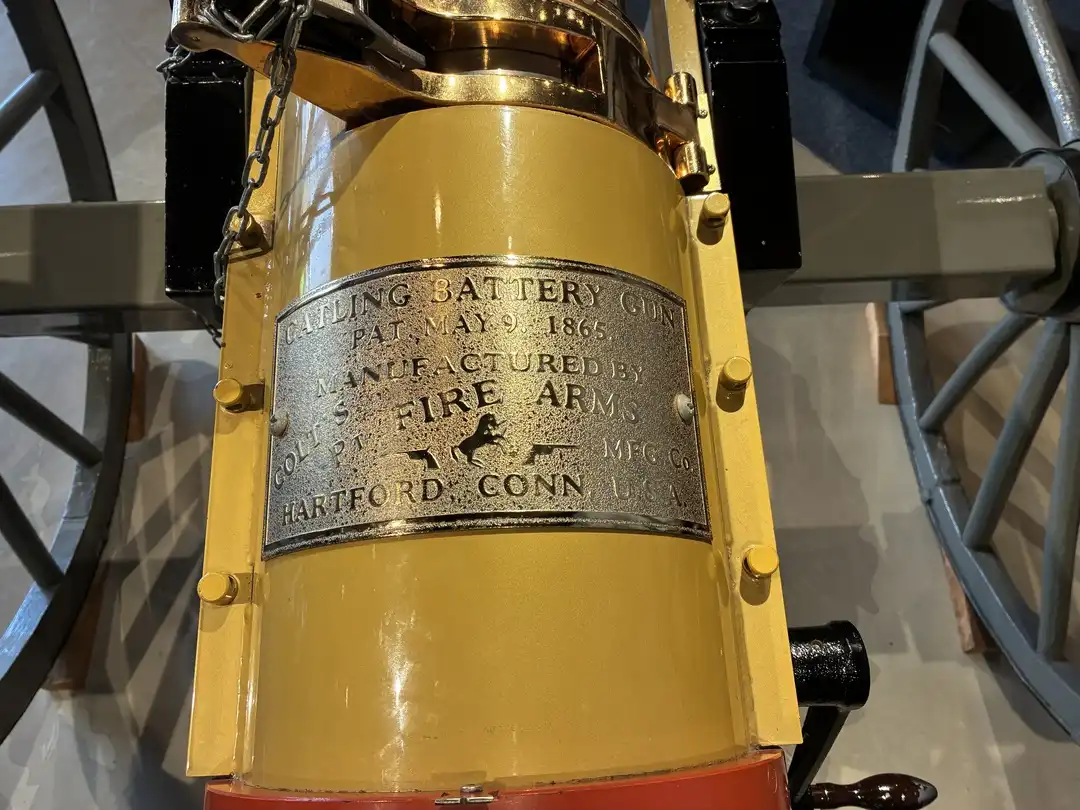 GATLING BATTERY GUN
PAT. MAY 9. 1865.
MANUFACTURED BY
COLT'S FIRE ARMS
PT. MFG Co.
HARTFORD. CONN. U.S.A.